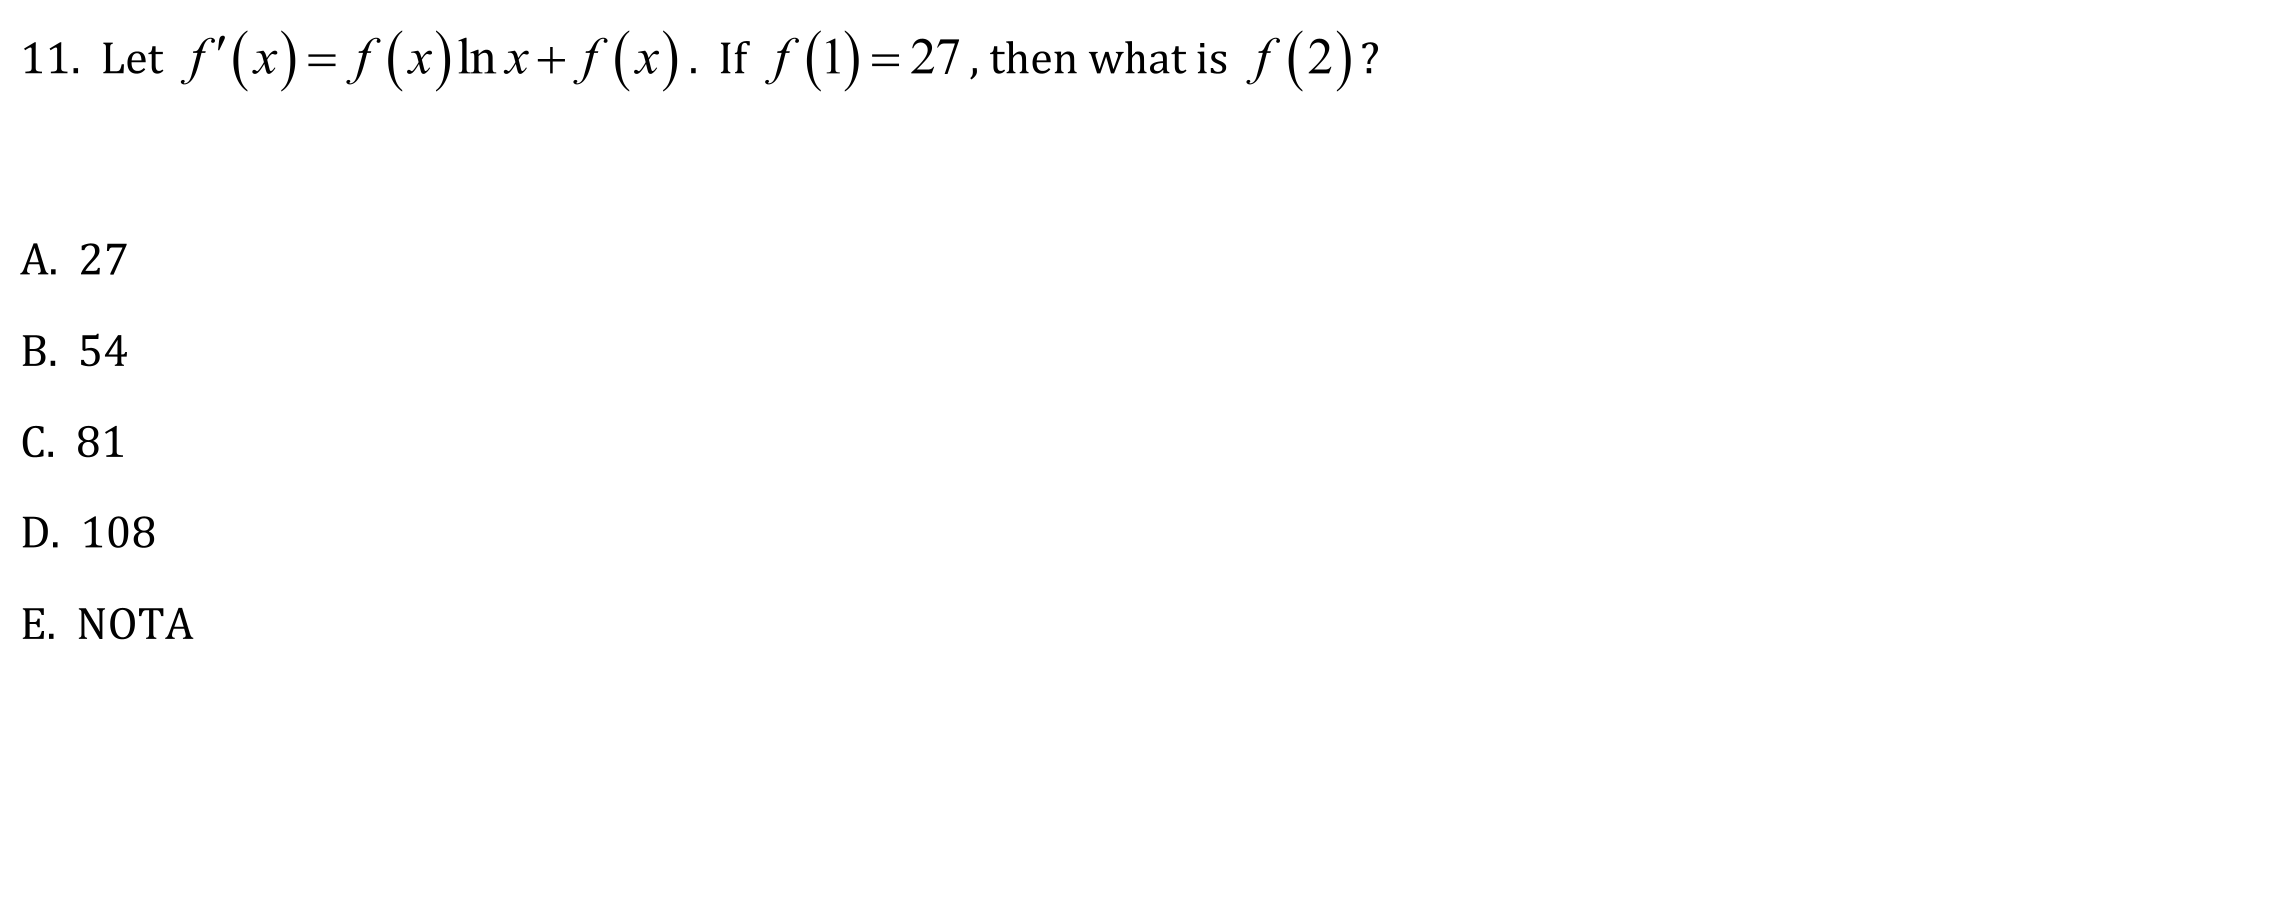 11. Let f′(x) = f(x)ln x + f(x). If f(1) = 27, then what is f(2)?
A. 27
B. 54
C. 81
D. 108
E. NOTA